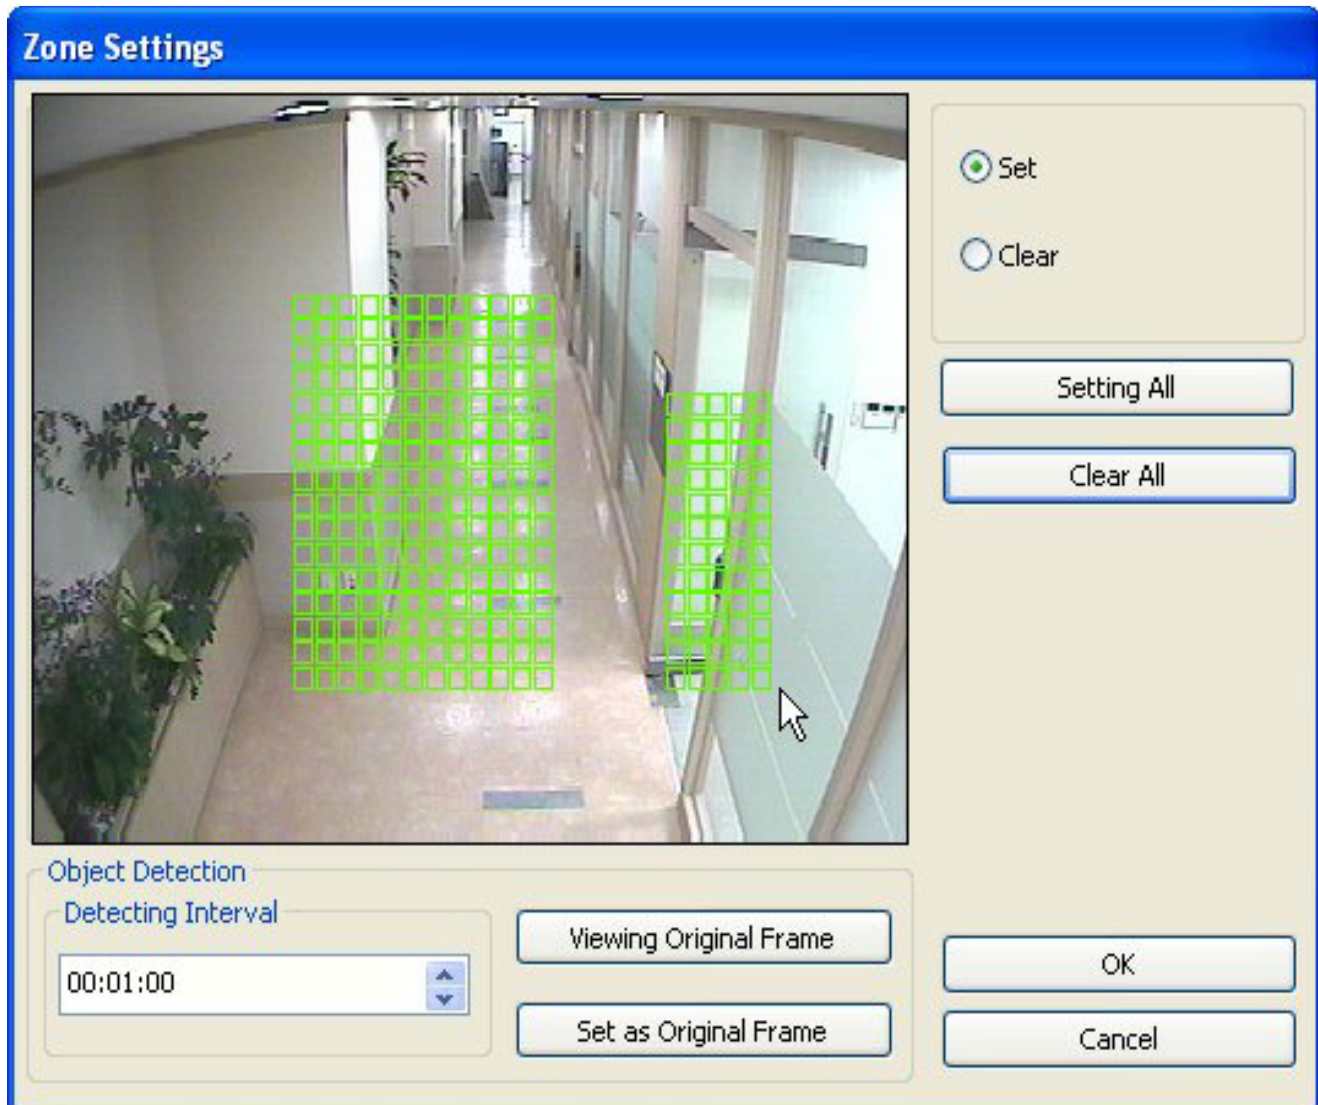 Zone Settings
Set
Clear
Setting All
Clear All
Object Detection
Detecting Interval
00:01:00
Viewing Original Frame
Set as Original Frame
OK
Cancel